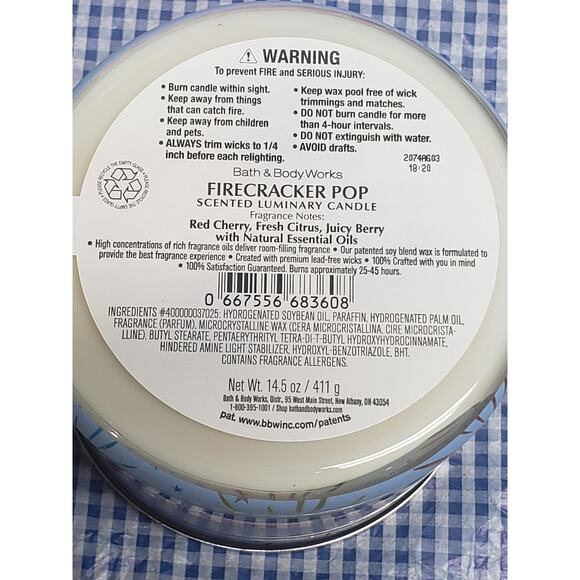 ⚠ WARNING
To prevent FIRE and SERIOUS INJURY:
• Burn candle within sight.
• Keep away from things
that can catch fire.
• Keep away from children
and pets.
• ALWAYS trim wicks to 1/4
inch before each relighting.
• Keep wax pool free of wick
trimmings and matches.
• DO NOT burn candle for more
than 4-hour intervals.
• DO NOT extinguish with water.
• AVOID drafts.
2074AG03
18:20
PLEASE RECYCLE THE EMPTY GLASS • PLEASE RECYCLE THE EMPTY GLASS •
Bath & Body Works
FIRECRACKER POP
SCENTED LUMINARY CANDLE
Fragrance Notes:
Red Cherry, Fresh Citrus, Juicy Berry
with Natural Essential Oils
• High concentrations of rich fragrance oils deliver room-filling fragrance • Our patented soy blend wax is formulated to
provide the best fragrance experience • Created with premium lead-free wicks • 100% Crafted with you in mind
• 100% Satisfaction Guaranteed. Burns approximately 25-45 hours.
0 667556 683608
INGREDIENTS #400000037025: HYDROGENATED SOYBEAN OIL, PARAFFIN, HYDROGENATED PALM OIL,
FRAGRANCE (PARFUM), MICROCRYSTALLINE WAX (CERA MICROCRISTALLINA, CIRE MICROCRISTA-
LLINE), BUTYL STEARATE, PENTAERYTHRITYL TETRA-DI-T-BUTYL HYDROXYHYDROCINNAMATE,
HINDERED AMINE LIGHT STABILIZER, HYDROXYL-BENZOTRIAZOLE, BHT.
CONTAINS FRAGRANCE ALLERGENS.
Net Wt. 14.5 oz / 411 g
Bath & Body Works, Distr., 95 West Main Street, New Albany, OH 43054
1-800-395-1001 / Shop bathandbodyworks.com
pat. www.bbwinc.com/patents